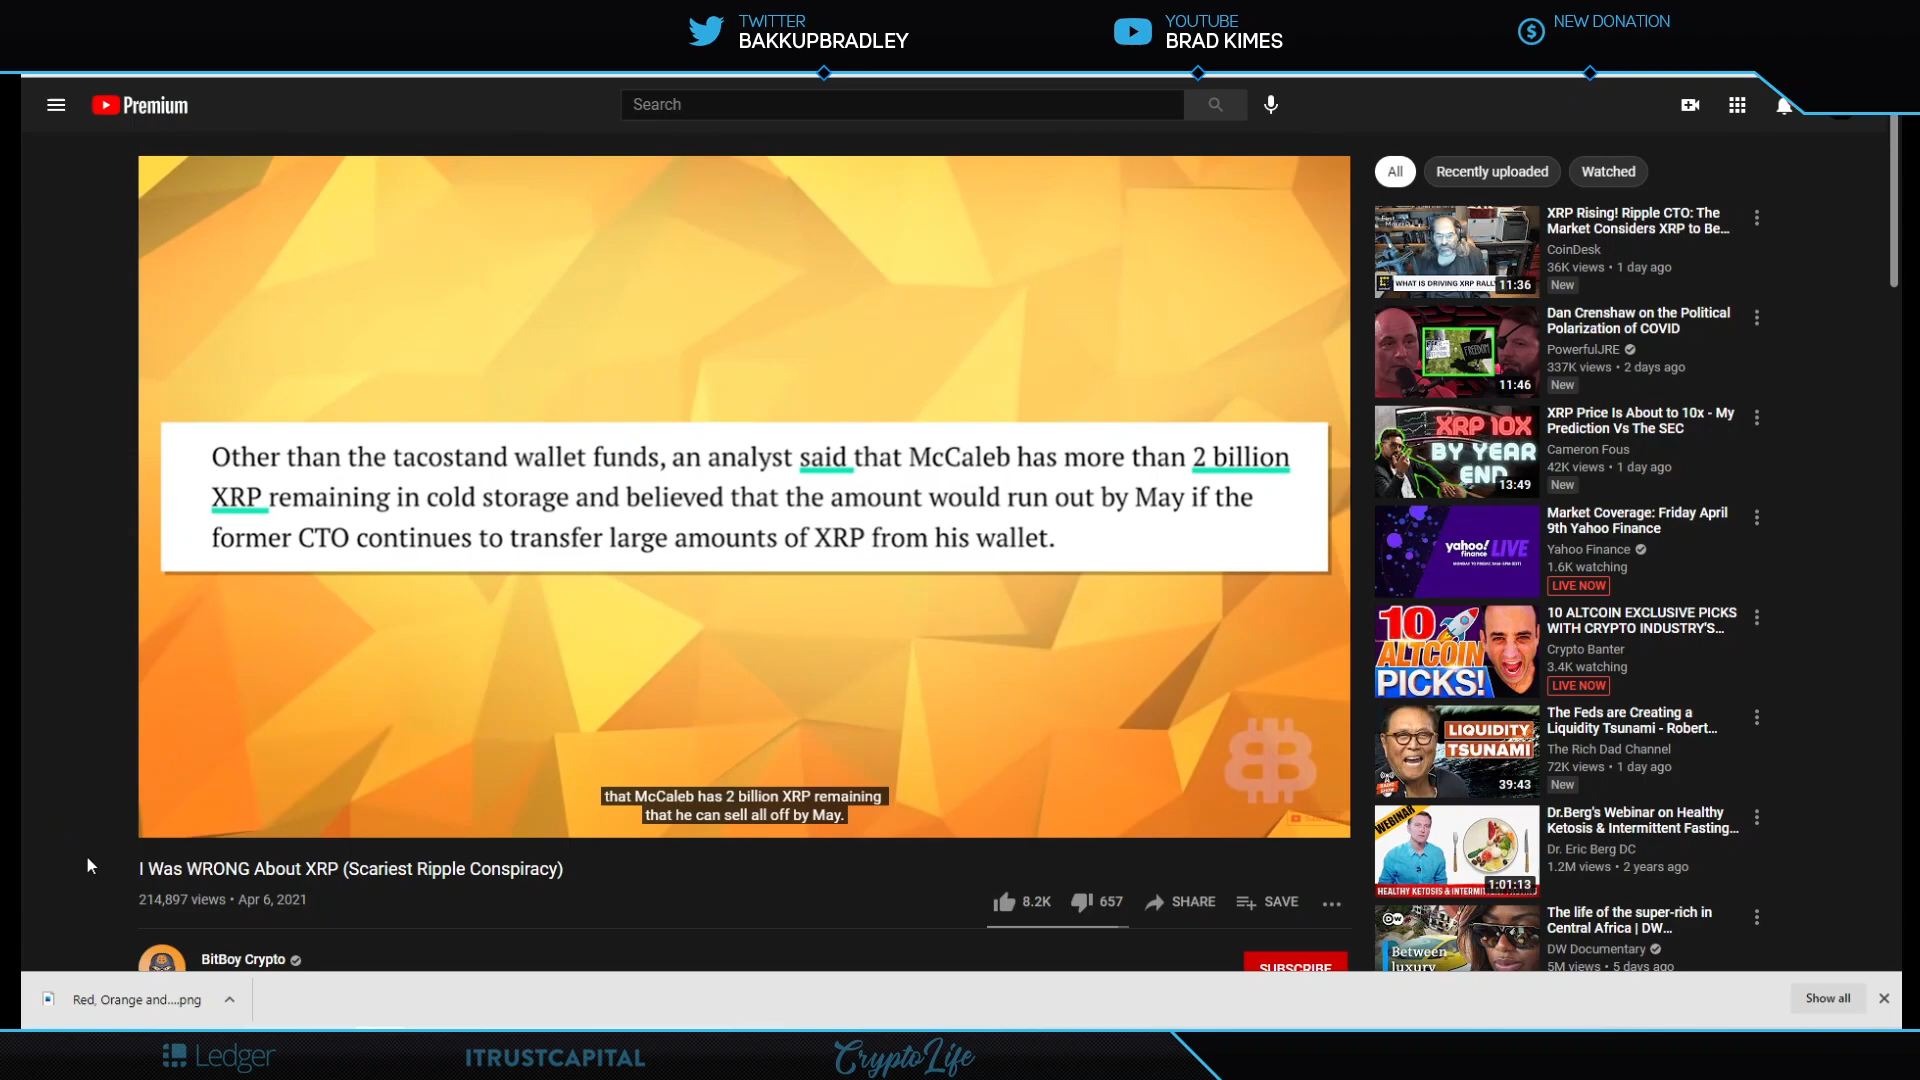 TWITTER
BAKKUPBRADLEY
YOUTUBE
BRAD KIMES
NEW DONATION
Premium
Search
All
Recently uploaded
Watched
Other than the tacostand wallet funds, an analyst said that McCaleb has more than 2 billion
XRP remaining in cold storage and believed that the amount would run out by May if the
former CTO continues to transfer large amounts of XRP from his wallet.
that McCaleb has 2 billion XRP remaining
that he can sell all off by May.
I Was WRONG About XRP (Scariest Ripple Conspiracy)
214,897 views • Apr 6, 2021
8.2K
657
SHARE
SAVE
BitBoy Crypto
SUBSCRIBE
WHAT IS DRIVING XRP RALL
11:36
XRP Rising! Ripple CTO: The
Market Considers XRP to Be...
CoinDesk
36K views • 1 day ago
New
FREEDOM
11:46
Dan Crenshaw on the Political
Polarization of COVID
PowerfulJRE
337K views • 2 days ago
New
XRP 10X
BY YEAR
END
13:49
XRP Price Is About to 10x - My
Prediction Vs The SEC
Cameron Fous
42K views • 1 day ago
New
yahoo!
finance
LIVE
Market Coverage: Friday April
9th Yahoo Finance
Yahoo Finance
1.6K watching
LIVE NOW
10
ALTCOIN
PICKS!
10 ALTCOIN EXCLUSIVE PICKS
WITH CRYPTO INDUSTRY'S...
Crypto Banter
3.4K watching
LIVE NOW
LIQUIDITY
TSUNAMI
39:43
The Feds are Creating a
Liquidity Tsunami - Robert...
The Rich Dad Channel
72K views • 1 day ago
New
WEBINAR
HEALTHY KETOSIS & INTERMIT
1:01:13
Dr.Berg's Webinar on Healthy
Ketosis & Intermittent Fasting...
Dr. Eric Berg DC
1.2M views • 2 years ago
DW
Between
luxury
The life of the super-rich in
Central Africa | DW...
DW Documentary
5M views • 5 days ago
Red, Orange and....png
Show all
Ledger
ITRUSTCAPITAL
CryptoLife